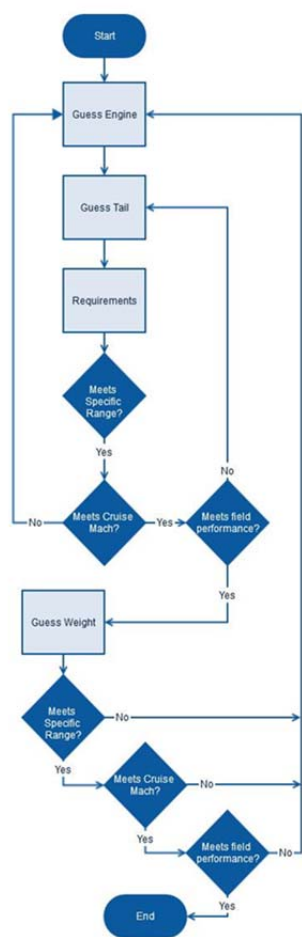 Start
Guess Engine
Guess Tail
Requirements
Meets
Specific
Range?
Yes
No
Meets Cruise
Mach?
Yes
No
Meets field
performance?
Yes
Guess Weight
Meets
Specific
Range?
No
Yes
Meets Cruise
Mach?
No
Yes
Meets field
performance?
No
Yes
End